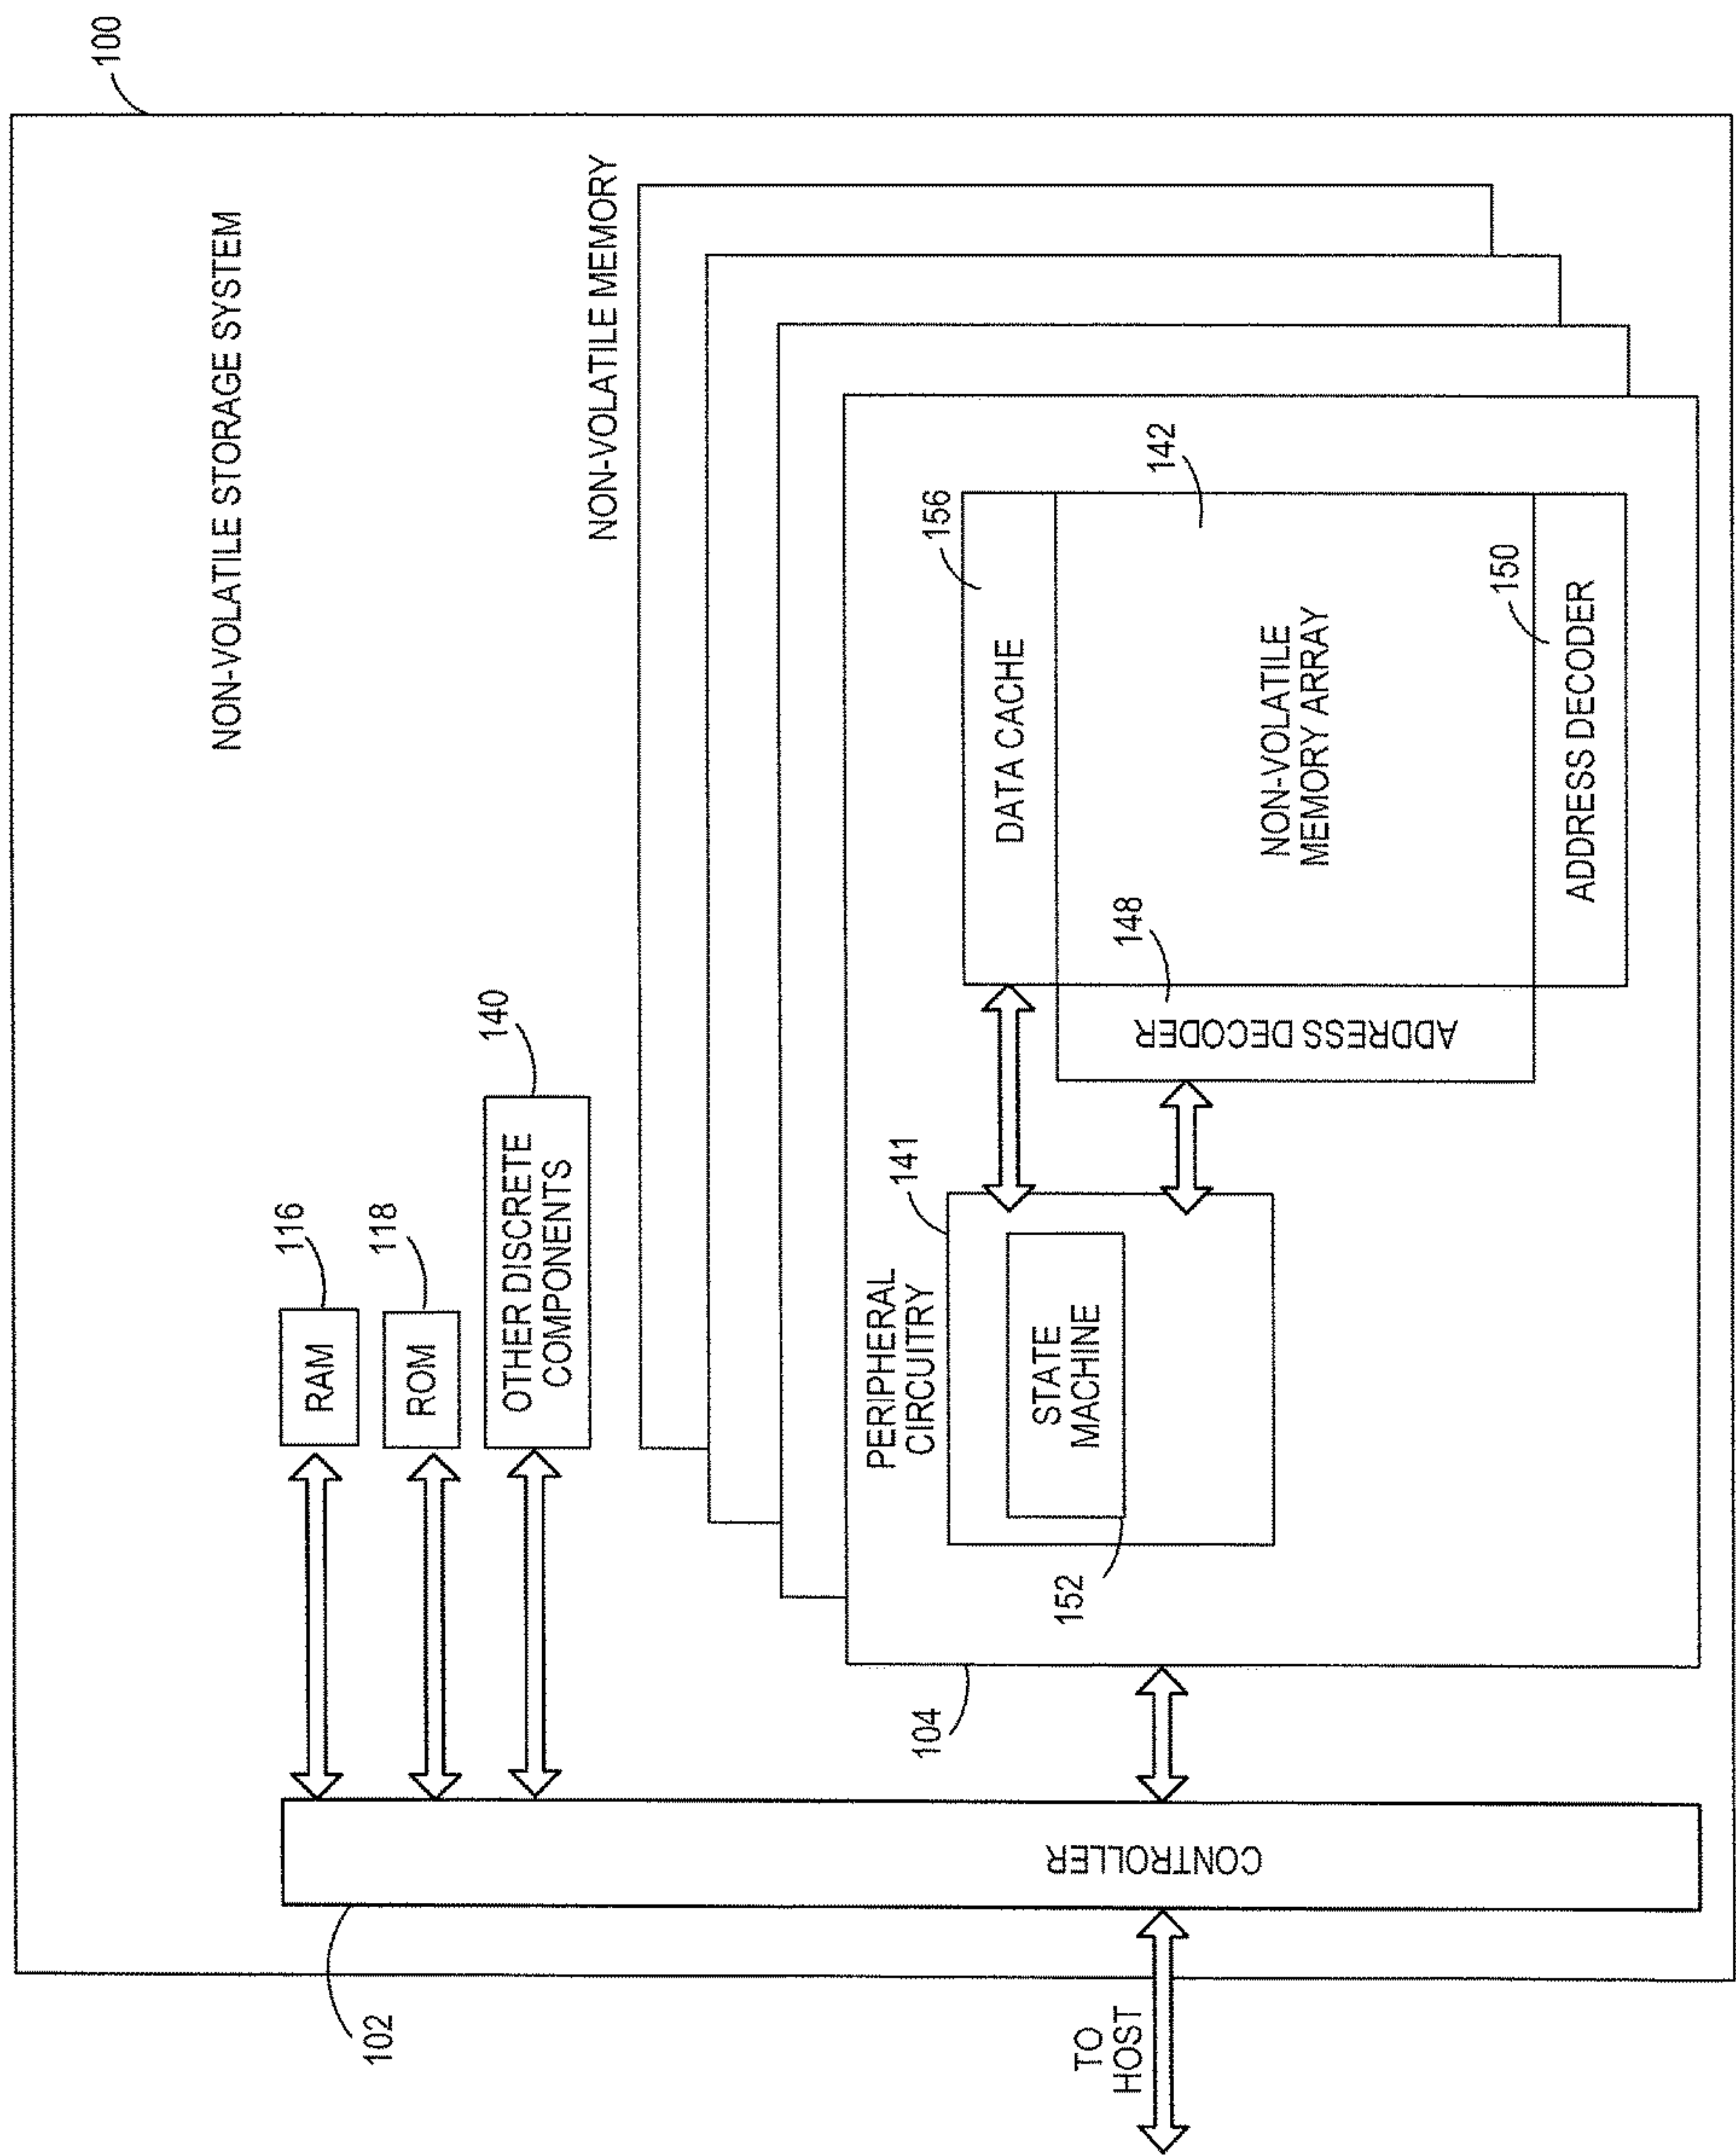 100
NON-VOLATILE STORAGE SYSTEM
116
RAM
118
ROM
140
OTHER DISCRETE
COMPONENTS
NON-VOLATILE MEMORY
102
CONTROLLER
TO
HOST
104
PERIPHERAL
CIRCUITRY
141
STATE
MACHINE
152
156
DATA CACHE
148
ADDRESS DECODER
142
NON-VOLATILE
MEMORY ARRAY
150
ADDRESS DECODER